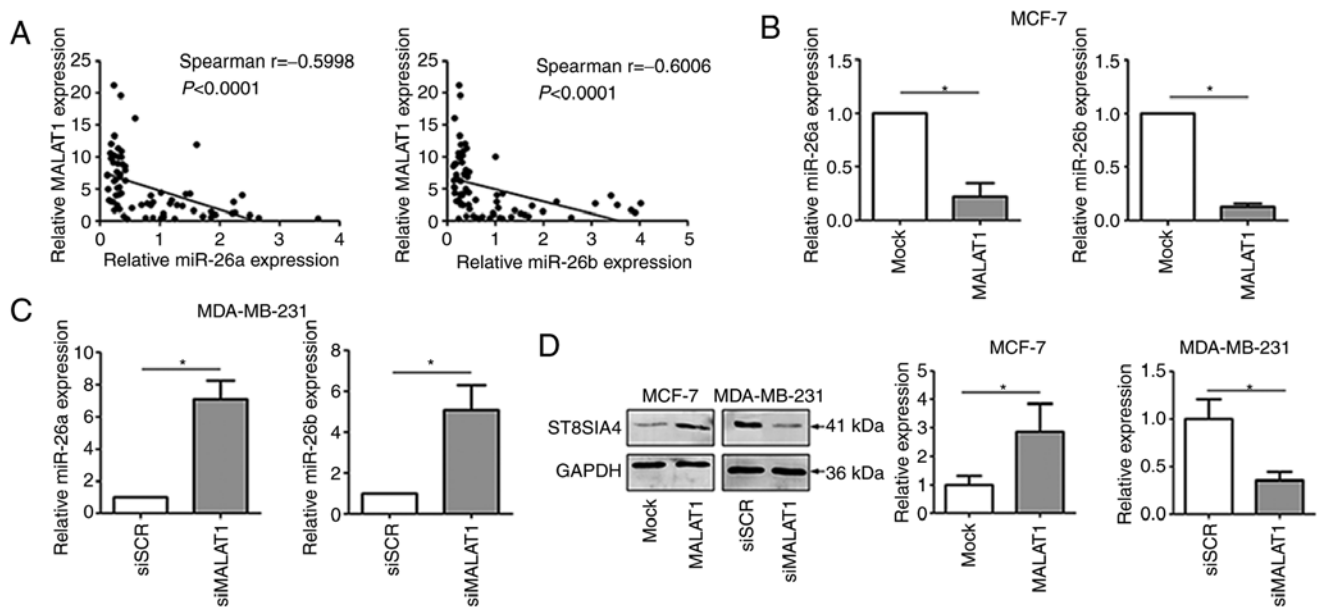 A
Spearman r=–0.5998
P<0.0001
Relative MALAT1 expression
25
20
15
10
5
0
0
1
2
3
4
Relative miR-26a expression
Spearman r=–0.6006
P<0.0001
Relative MALAT1 expression
25
20
15
10
5
0
0
1
2
3
4
5
Relative miR-26b expression
B
MCF-7
Relative miR-26a expression
1.5
1.0
0.5
0.0
*
Mock
MALAT1
Relative miR-26b expression
1.5
1.0
0.5
0.0
*
Mock
MALAT1
C
MDA-MB-231
Relative miR-26a expression
10
8
6
4
2
0
*
siSCR
siMALAT1
Relative miR-26b expression
8
6
4
2
0
*
siSCR
siMALAT1
D
MCF-7 MDA-MB-231
ST8SIA4
41 kDa
GAPDH
36 kDa
Mock
MALAT1
siSCR
siMALAT1
MCF-7
Relative expression
5
4
3
2
1
0
*
Mock
MALAT1
MDA-MB-231
Relative expression
1.5
1.0
0.5
0.0
*
siSCR
siMALAT1